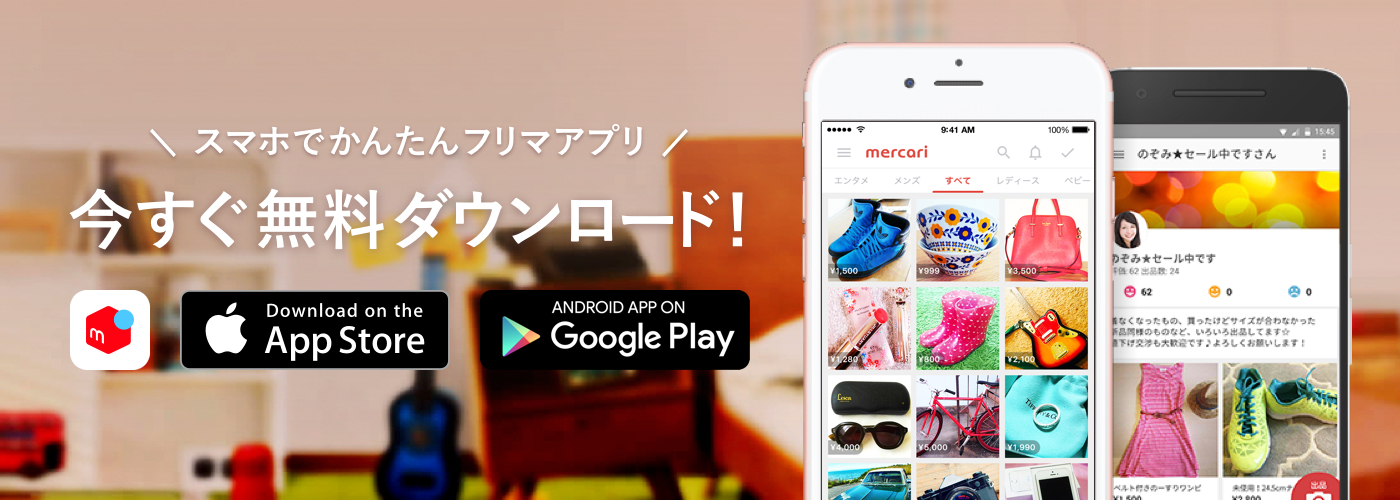 ＼ スマホでかんたんフリマアプリ ／
今すぐ無料ダウンロード!
m
Download on the
App Store
ANDROID APP ON
Google Play
9:41 AM
100%
mercari
エンタメ
メンズ
すべて
レディース
ベビー
¥1,500
¥999
¥3,500
¥1,280
¥800
¥2,100
¥4,000
¥5,000
TIFFANY & CO.
¥1,990
15:45
のぞみ★セール中ですさん
のぞみ★セール中です
評価: 62 出品数: 24
62
0
0
着なくなったもの、買ったけどサイズが合わなかった
新品同様のものなど、いろいろ出品してます☆
値下げ交渉も大歓迎です♪よろしくお願いします！
ベルト付きのーすりワンピ
¥1,500
未使用！24.5cmナ
¥2,800
出品